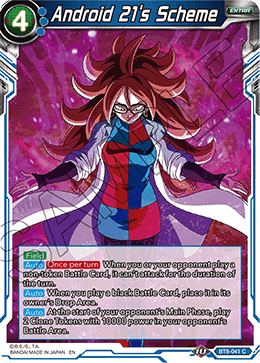 4 Android 21's Scheme EXTRA
Field
Auto Once per turn When you or your opponent play a
non-token Battle Card, it can't attack for the duration of
the turn.
Auto When you play a black Battle Card, place it in its
owner's Drop Area.
Auto At the start of your opponent's Main Phase, play
2 Clone Tokens with 10000 power in your opponent's
Battle Area.
©B.S./S., T.A.
BANDAI MADE IN JAPAN EN
BT8-041 C